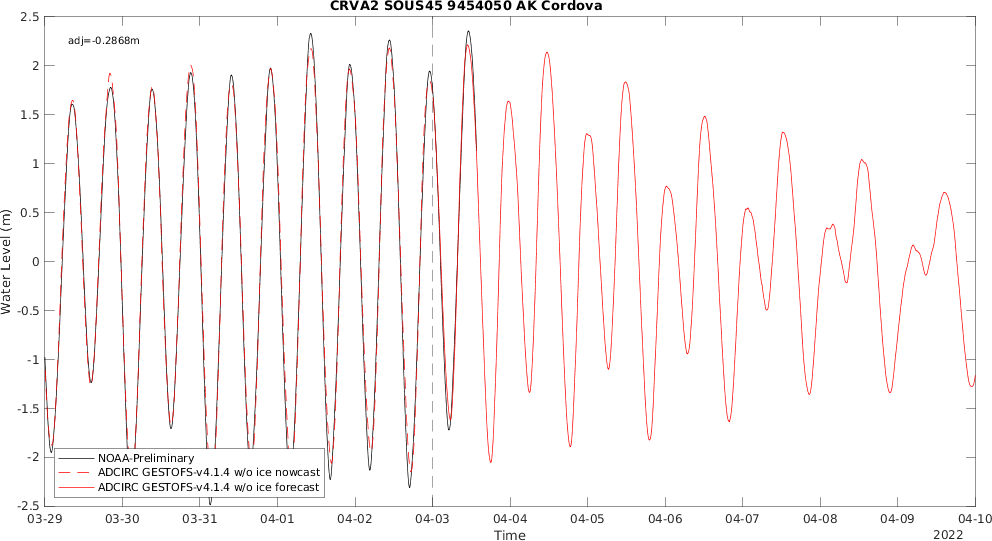 CRVA2 SOUS45 9454050 AK Cordova
adj=-0.2868m
2.5
2
1.5
1
0.5
0
-0.5
-1
-1.5
-2
-2.5
Water Level (m)
NOAA-Preliminary
ADCIRC GESTOFS-v4.1.4 w/o ice nowcast
ADCIRC GESTOFS-v4.1.4 w/o ice forecast
03-29 03-30 03-31 04-01 04-02 04-03 04-04 04-05 04-06 04-07 04-08 04-09 04-10
Time
2022